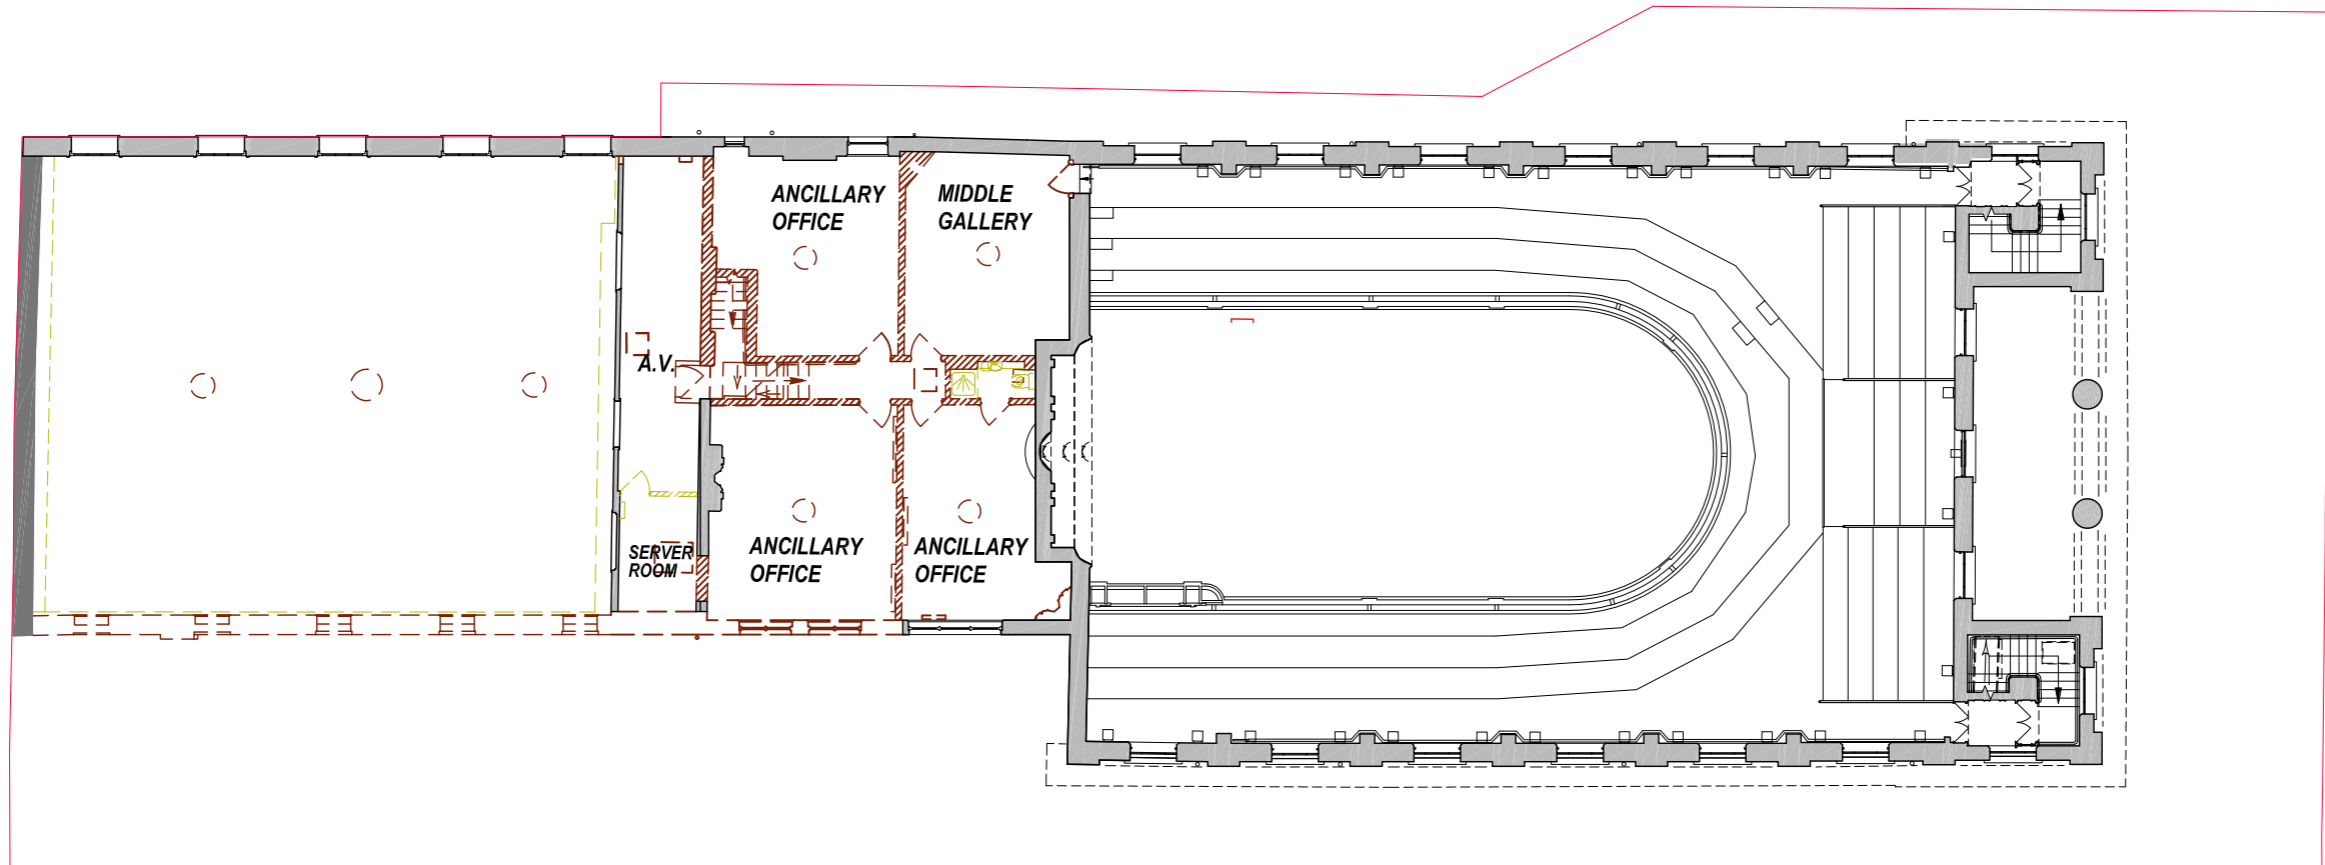 ANCILLARY
OFFICE
MIDDLE
GALLERY
A.V.
SERVER
ROOM
ANCILLARY
OFFICE
ANCILLARY
OFFICE